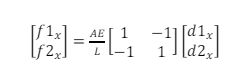 [f1ₓ] = AE/L [1 −1] [d1ₓ]
[f2ₓ] [−1 1] [d2ₓ]